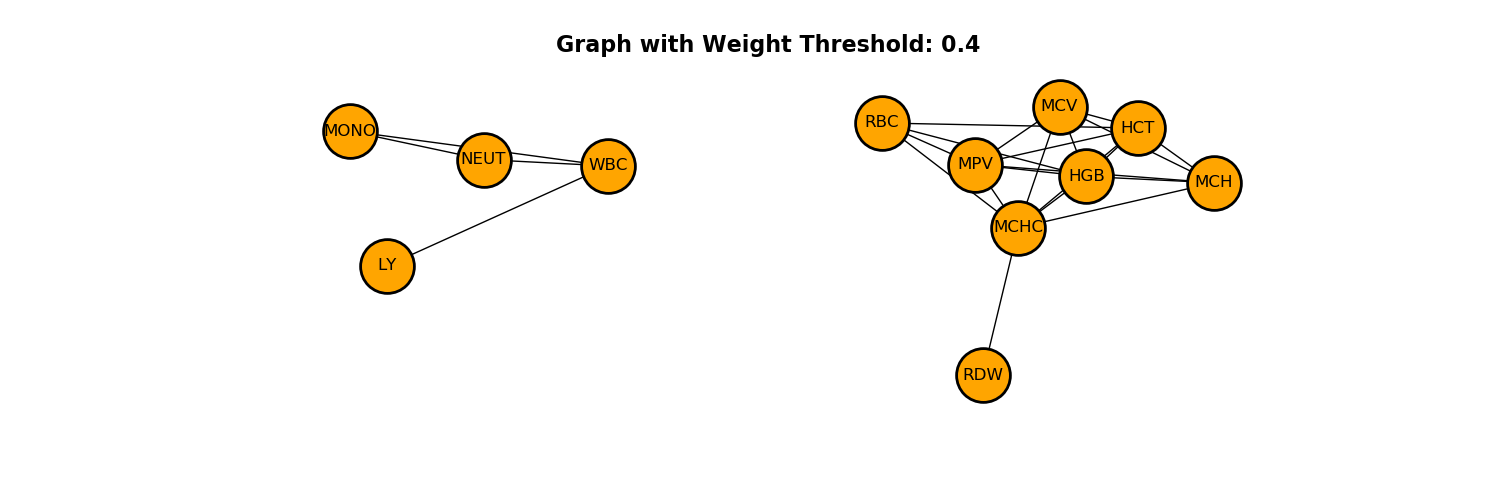 Graph with Weight Threshold: 0.4
MONO
NEUT
WBC
LY
RBC
MCV
HCT
MPV
HGB
MCH
MCHC
RDW